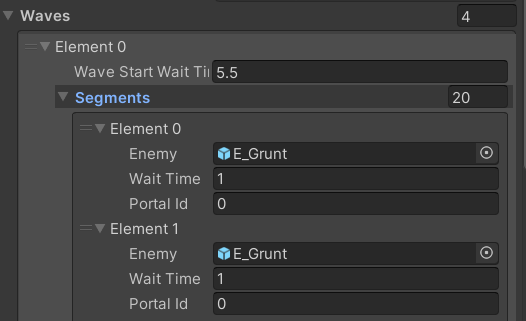 Waves 4
Element 0
Wave Start Wait Ti 5.5
Segments 20
Element 0
Enemy E_Grunt
Wait Time 1
Portal Id 0
Element 1
Enemy E_Grunt
Wait Time 1
Portal Id 0